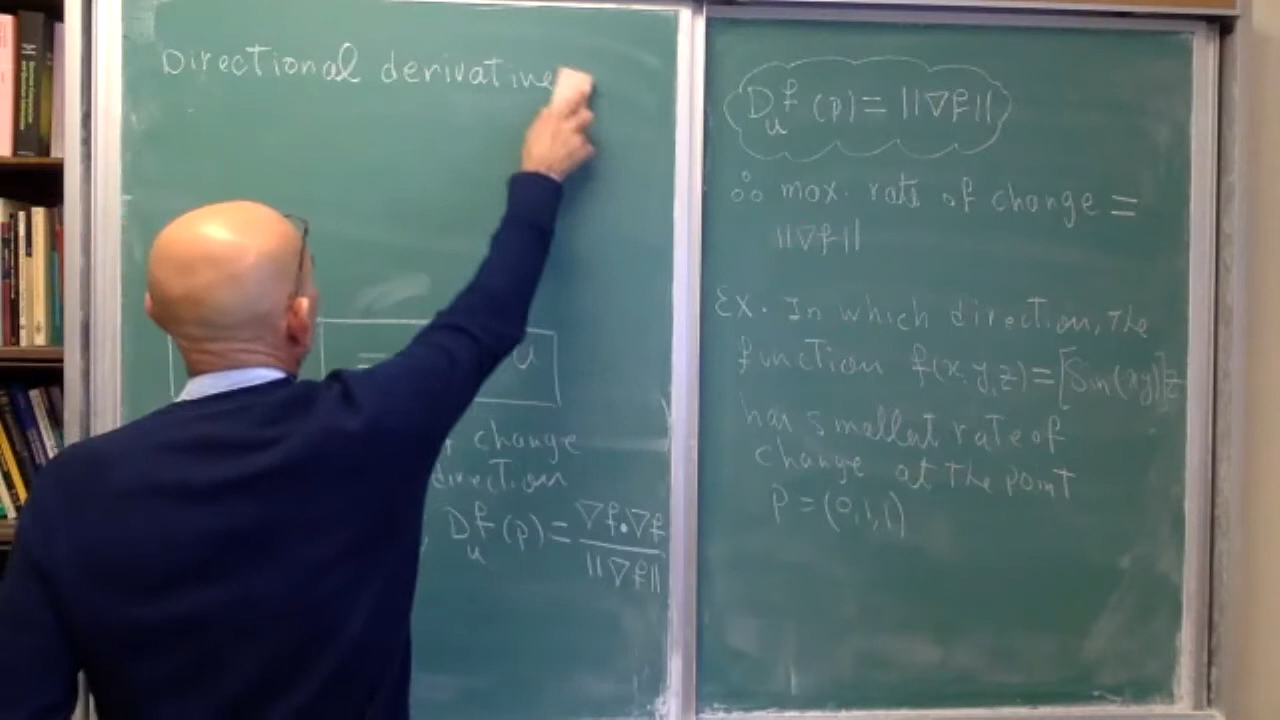 Directional derivative
= u
change
direction
D_u f (p) = ∇f·∇f / ||∇f||
D_u f (p) = ||∇f||
∴ max. rate of change =
||∇f||
Ex. In which direction, the
function f(x,y,z) = [Sin(xy)]z
has smallest rate of
change at the point
P = (0,1,1)